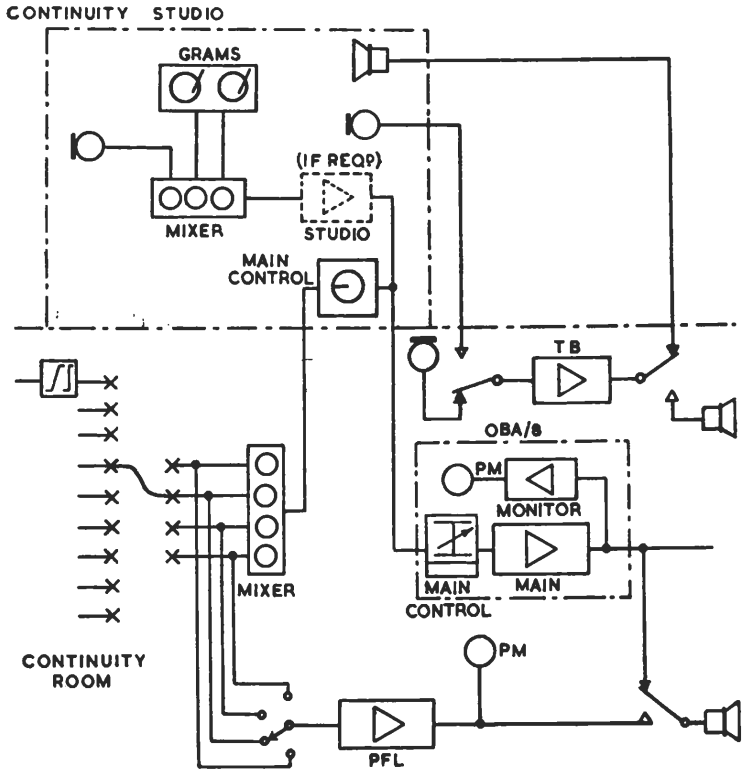 CONTINUITY STUDIO
GRAMS
(IF REQD)
MIXER
STUDIO
MAIN
CONTROL
TB
OBA/8
PM
MONITOR
MAIN
CONTROL
MAIN
MIXER
CONTINUITY
ROOM
PM
PFL